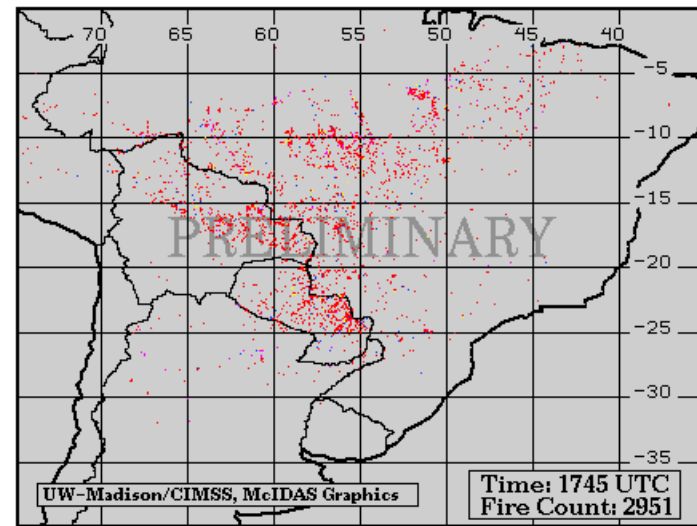 70 65 60 55 50 45 40
-5
-10
-15
PRELIMINARY
-20
-25
-30
-35
UW-Madison/CIMSS, McIDAS Graphics
Time: 1745 UTC
Fire Count: 2951